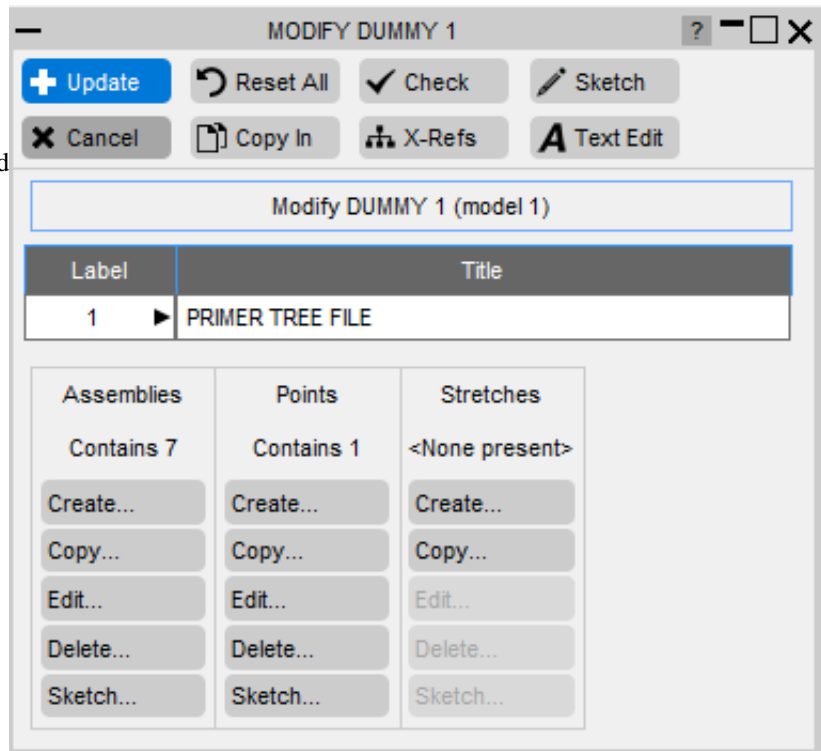 MODIFY DUMMY 1 ?
Update Reset All Check Sketch
Cancel Copy In X-Refs A Text Edit
d
Modify DUMMY 1 (model 1)
Label Title
1 PRIMER TREE FILE
Assemblies Points Stretches
Contains 7 Contains 1 <None present>
Create... Create... Create...
Copy... Copy... Copy...
Edit... Edit... Edit...
Delete... Delete... Delete...
Sketch... Sketch... Sketch...